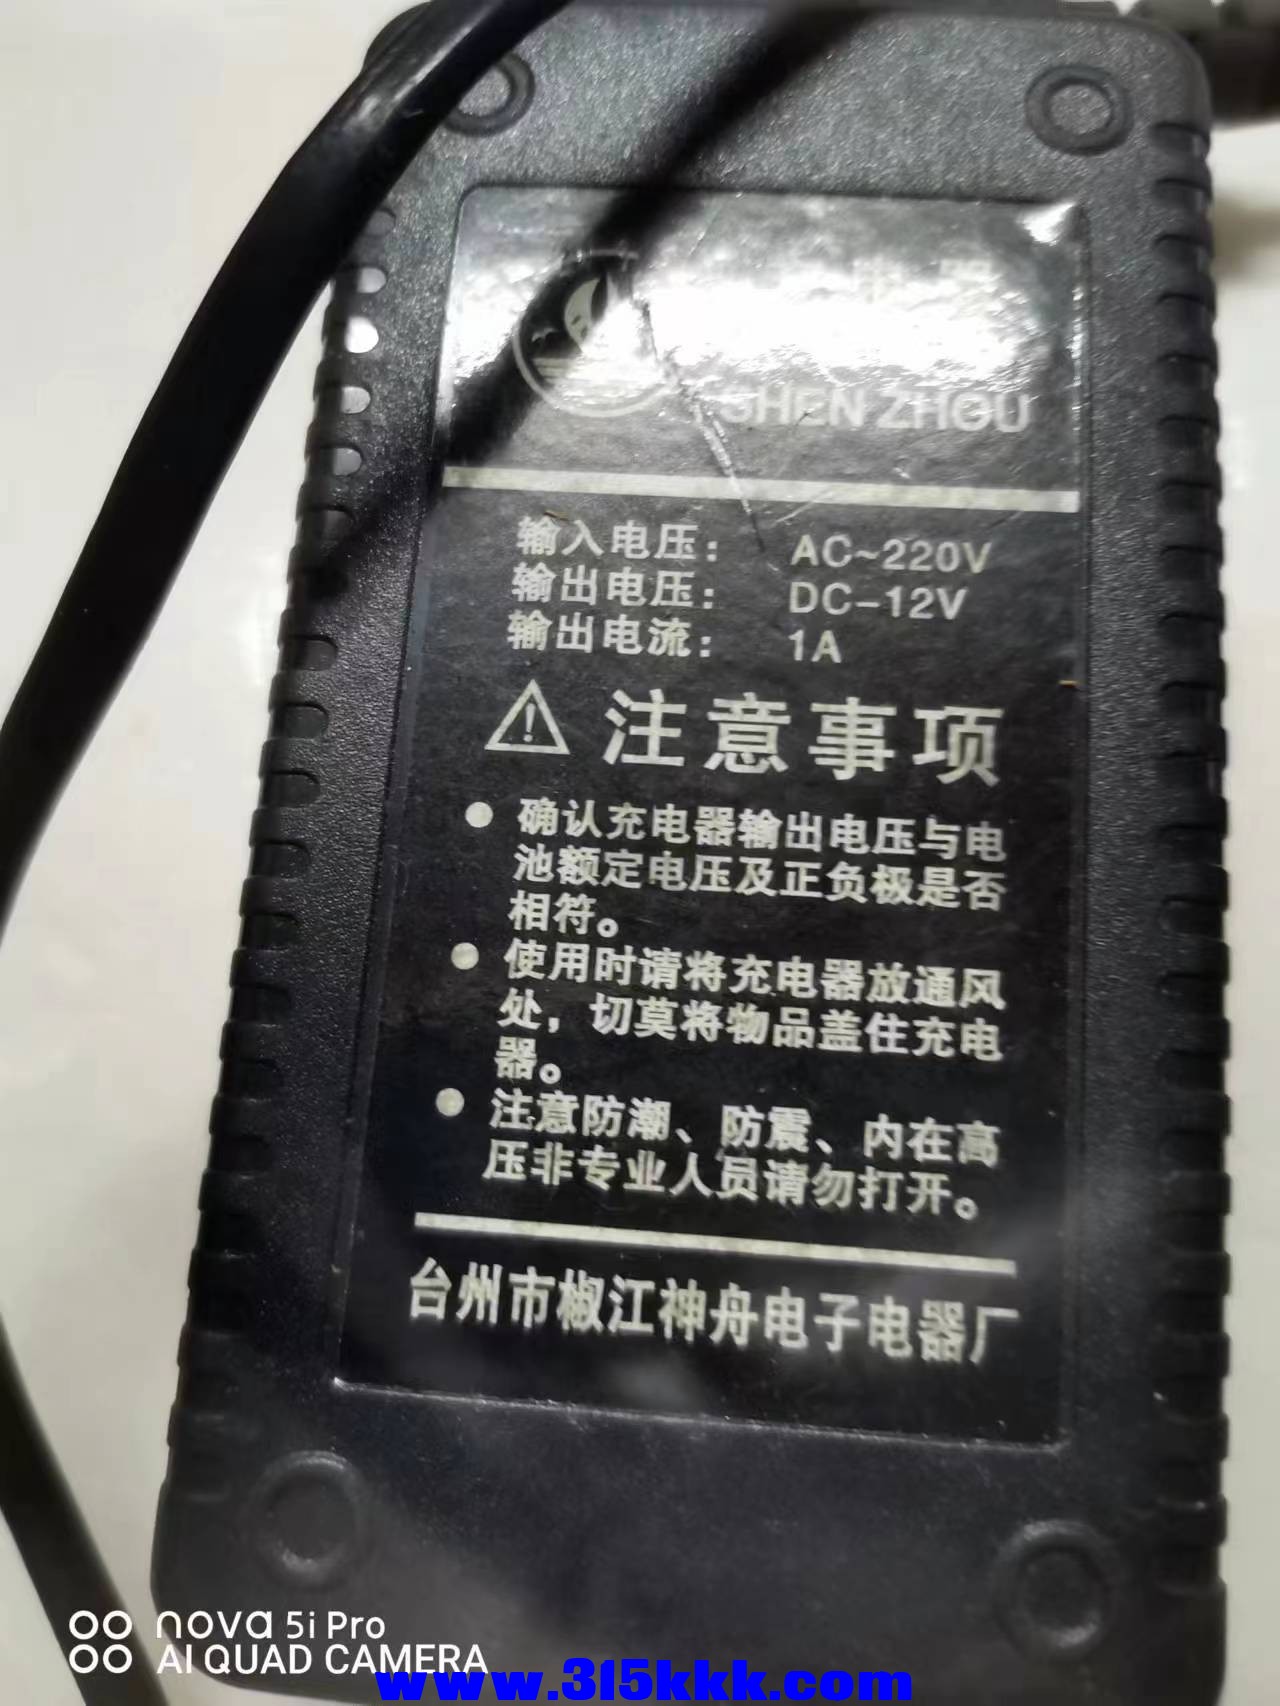 电器
SHEN ZHOU
输入电压： AC~220V
输出电压： DC-12V
输出电流： 1A
注意事项
● 确认充电器输出电压与电
池额定电压及正负极是否
相符。
● 使用时请将充电器放通风
处，切莫将物品盖住充电
器。
● 注意防潮、防震、内在高
压非专业人员请勿打开。
台州市椒江神舟电子电器厂
nova 5i Pro
AI QUAD CAMERA
www.315kkk.com